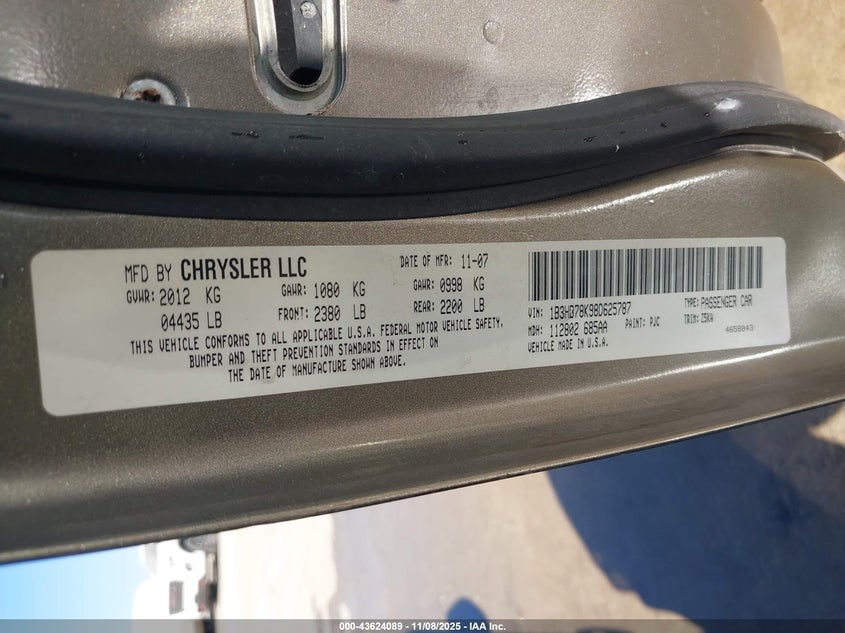 MFD BY CHRYSLER LLC
DATE OF MFR: 11-07
GVWR: 2012 KG
GAWR: 1080 KG
GAWR: 0998 KG
04435 LB
FRONT: 2380 LB
REAR: 2200 LB
THIS VEHICLE CONFORMS TO ALL APPLICABLE U.S.A. FEDERAL MOTOR VEHICLE SAFETY,
BUMPER AND THEFT PREVENTION STANDARDS IN EFFECT ON
THE DATE OF MANUFACTURE SHOWN ABOVE.
VIN: 1B3HB78K98D625787
TYPE: PASSENGER CAR
MDH: 112802 685AA
PAINT: PJC
TRIM: Z5KA
VEHICLE MADE IN U.S.A.
4658843
000-43624089 - 11/08/2025 - IAA Inc.